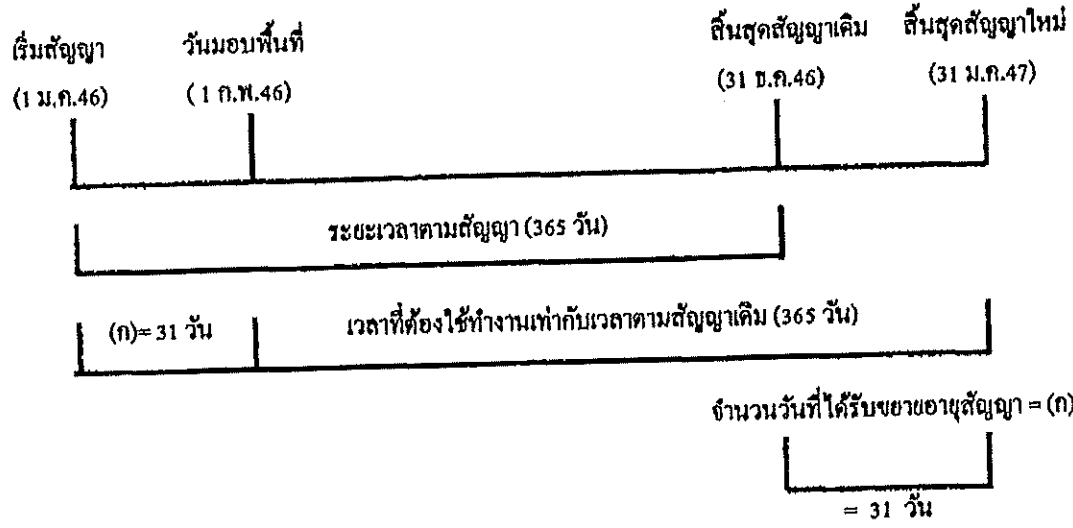 เริ่มสัญญา วันมอบพื้นที่ สิ้นสุดสัญญาเดิม สิ้นสุดสัญญาใหม่
(1 ม.ค.46) ( 1 ก.พ.46) (31 ธ.ค.46) (31 ม.ค.47)
ระยะเวลาตามสัญญา (365 วัน)
(ก)= 31 วัน เวลาที่ต้องใช้ทำงานเท่ากับเวลาตามสัญญาเดิม (365 วัน)
จำนวนวันที่ได้รับขยายอายุสัญญา = (ก)
= 31 วัน